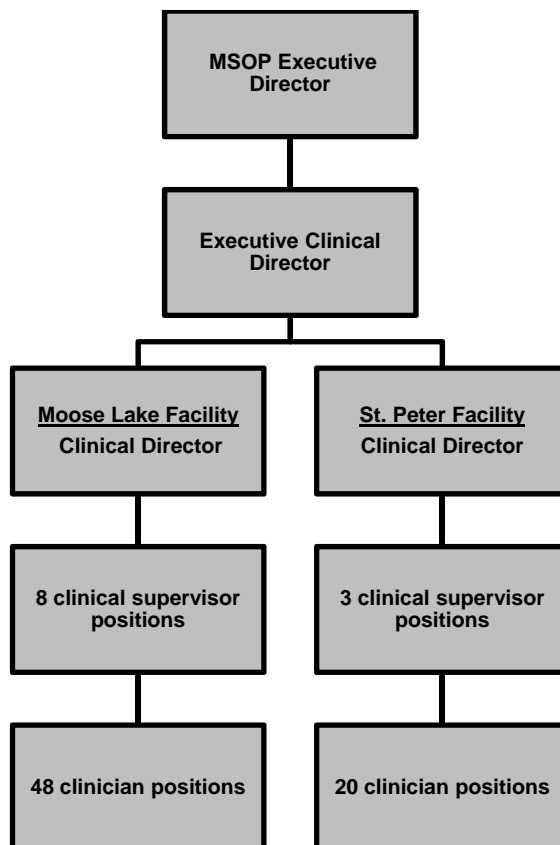 MSOP Executive
Director
Executive Clinical
Director
Moose Lake Facility
Clinical Director
St. Peter Facility
Clinical Director
8 clinical supervisor
positions
3 clinical supervisor
positions
48 clinician positions
20 clinician positions